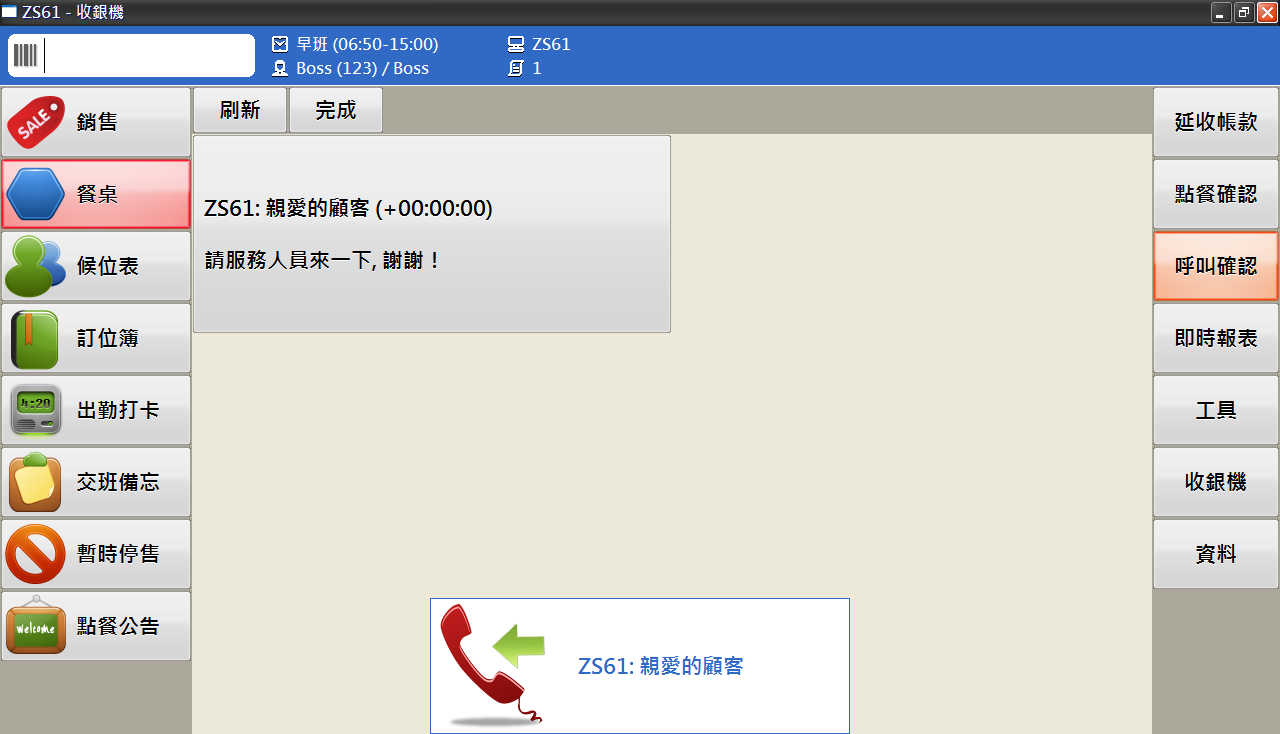 ZS61 - 收銀機
早班 (06:50-15:00)
ZS61
Boss (123) / Boss
1
銷售
餐桌
候位表
訂位簿
出勤打卡
交班備忘
暫時停售
點餐公告
SALE
4:20
welcome
刷新
完成
ZS61: 親愛的顧客 (+00:00:00)
請服務人員來一下, 謝謝！
ZS61: 親愛的顧客
延收帳款
點餐確認
呼叫確認
即時報表
工具
收銀機
資料